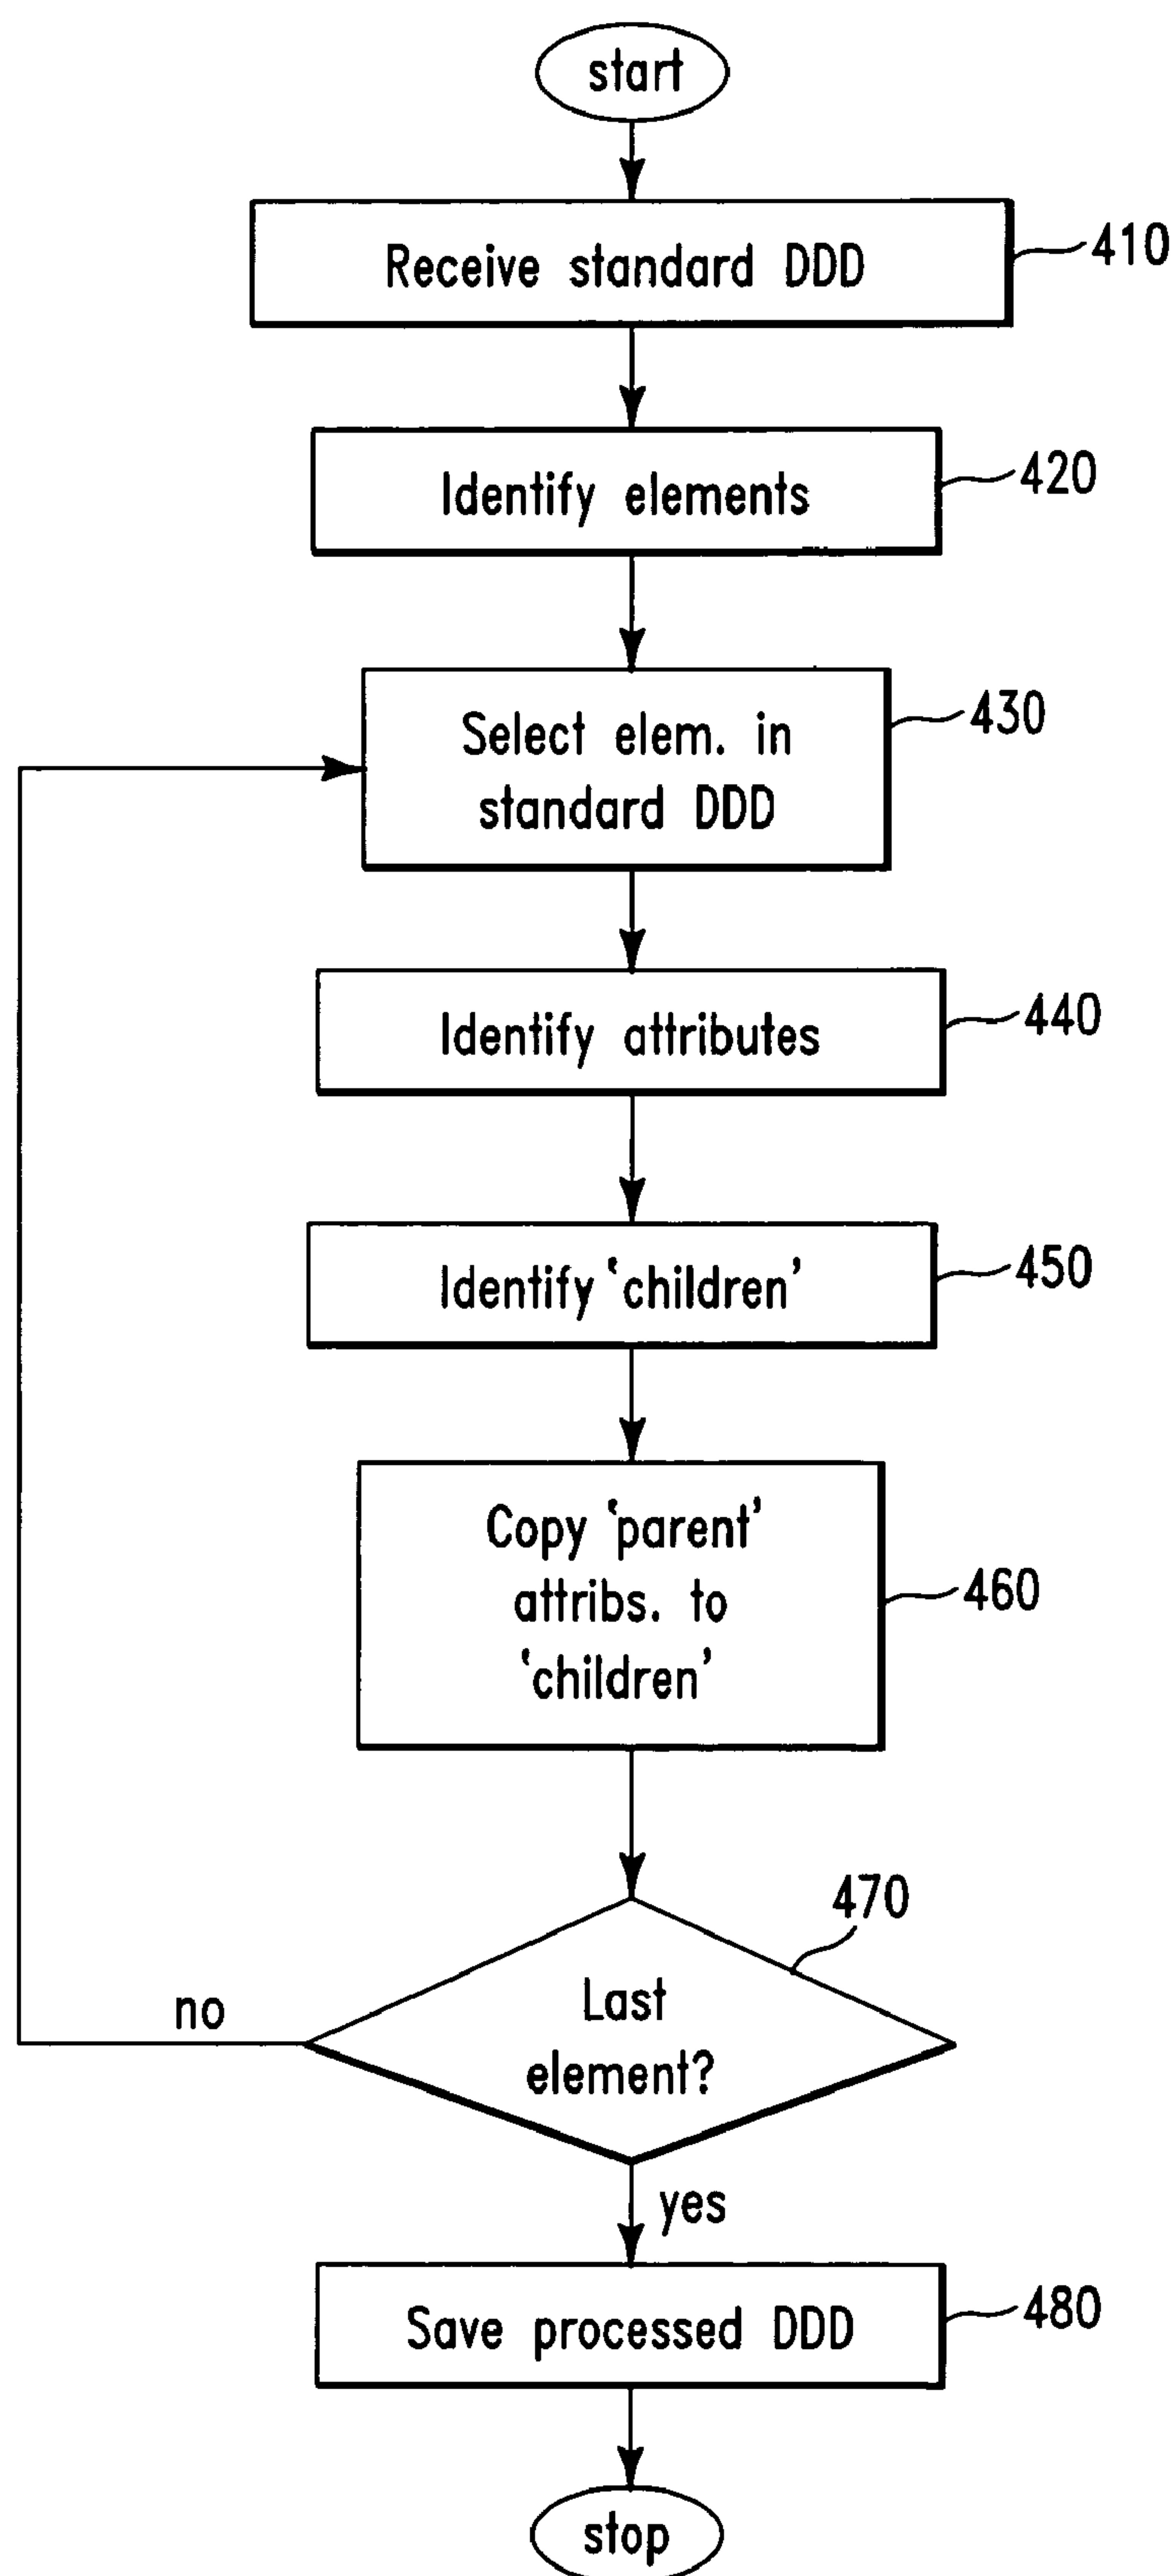 start
Receive standard DDD
410
Identify elements
420
Select elem. in
standard DDD
430
Identify attributes
440
Identify 'children'
450
Copy 'parent'
attribs. to
'children'
460
470
Last
element?
no
yes
Save processed DDD
480
stop